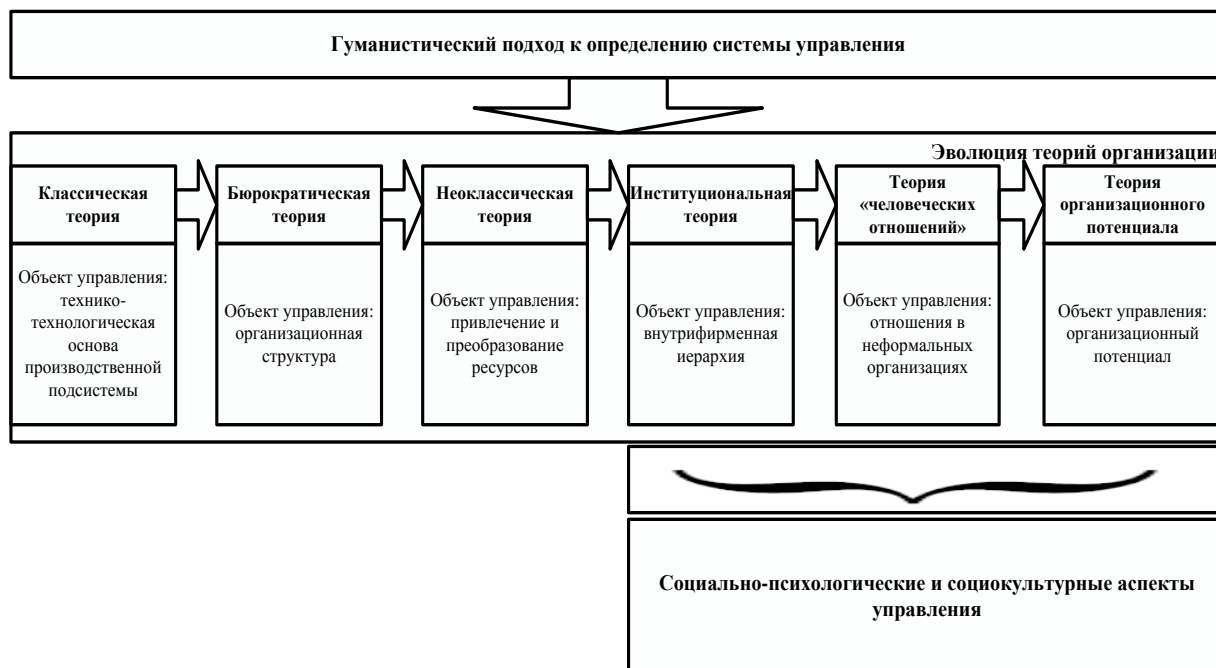 Гуманистический подход к определению системы управления
Эволюция теорий организации
Классическая
теория
Бюрократическая
теория
Неоклассическая
теория
Институциональная
теория
Теория
«человеческих
отношений»
Теория
организационного
потенциала
Объект управления:
технико-
технологическая
основа
производственной
подсистемы
Объект управления:
организационная
структура
Объект управления:
привлечение и
преобразование
ресурсов
Объект управления:
внутрифирменная
иерархия
Объект управления:
отношения в
неформальных
организациях
Объект управления:
организационный
потенциал
Социально-психологические и социокультурные аспекты
управления